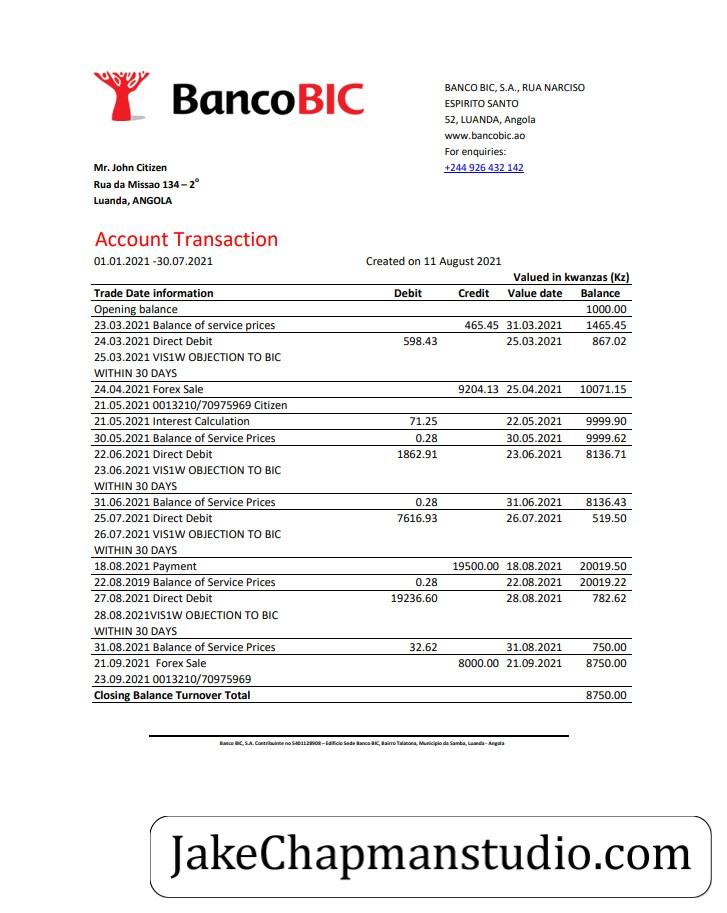 BancoBIC
BANCO BIC, S.A., RUA NARCISO
ESPIRITO SANTO
52, LUANDA, Angola
www.bancobic.ao
For enquiries:
+244 926 432 142
Mr. John Citizen
Rua da Missao 134 – 2º
Luanda, ANGOLA
Account Transaction
01.01.2021 -30.07.2021 Created on 11 August 2021
Valued in kwanzas (Kz)
Trade Date information Debit Credit Value date Balance
Opening balance 1000.00
23.03.2021 Balance of service prices 465.45 31.03.2021 1465.45
24.03.2021 Direct Debit 598.43 25.03.2021 867.02
25.03.2021 VIS1W OBJECTION TO BIC
WITHIN 30 DAYS
24.04.2021 Forex Sale 9204.13 25.04.2021 10071.15
21.05.2021 0013210/70975969 Citizen
21.05.2021 Interest Calculation 71.25 22.05.2021 9999.90
30.05.2021 Balance of Service Prices 0.28 30.05.2021 9999.62
22.06.2021 Direct Debit 1862.91 23.06.2021 8136.71
23.06.2021 VIS1W OBJECTION TO BIC
WITHIN 30 DAYS
31.06.2021 Balance of Service Prices 0.28 31.06.2021 8136.43
25.07.2021 Direct Debit 7616.93 26.07.2021 519.50
26.07.2021 VIS1W OBJECTION TO BIC
WITHIN 30 DAYS
18.08.2021 Payment 19500.00 18.08.2021 20019.50
22.08.2019 Balance of Service Prices 0.28 22.08.2021 20019.22
27.08.2021 Direct Debit 19236.60 28.08.2021 782.62
28.08.2021VIS1W OBJECTION TO BIC
WITHIN 30 DAYS
31.08.2021 Balance of Service Prices 32.62 31.08.2021 750.00
21.09.2021 Forex Sale 8000.00 21.09.2021 8750.00
23.09.2021 0013210/70975969
Closing Balance Turnover Total 8750.00
Banco BIC, S.A. Contribuinte no 5401128908 – Edificio Sede Banco BIC, Bairro Talatona, Municipio da Samba, Luanda - Angola
JakeChapmanstudio.com